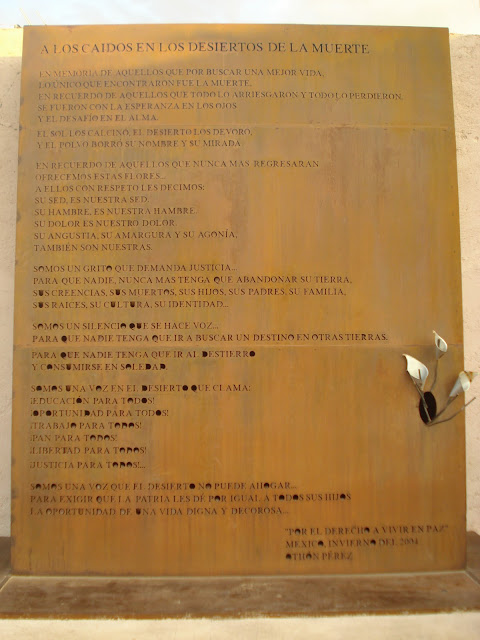 A LOS CAIDOS EN LOS DESIERTOS DE LA MUERTE
EN MEMORIA DE AQUELLOS QUE POR BUSCAR UNA MEJOR VIDA,
LO ÚNICO QUE ENCONTRARON FUE LA MUERTE.
EN RECUERDO DE AQUELLOS QUE TODO LO ARRIESGARON Y TODO LO PERDIERON.
SE FUERON CON LA ESPERANZA EN LOS OJOS
Y EL DESAFÍO EN EL ALMA.
EL SOL LOS CALCINÓ, EL DESIERTO LOS DEVORÓ,
Y EL POLVO BORRÓ SU NOMBRE Y SU MIRADA.
EN RECUERDO DE AQUELLOS QUE NUNCA MAS REGRESARAN
OFRECEMOS ESTAS FLORES...
A ELLOS CON RESPETO LES DECIMOS:
SU SED, ES NUESTRA SED.
SU HAMBRE, ES NUESTRA HAMBRE.
SU DOLOR ES NUESTRO DOLOR.
SU ANGUSTIA, SU AMARGURA Y SU AGONÍA,
TAMBIÉN SON NUESTRAS.
SOMOS UN GRITO QUE DEMANDA JUSTICIA...
PARA QUE NADIE, NUNCA MAS TENGA QUE ABANDONAR SU TIERRA,
SUS CREENCIAS, SUS MUERTOS, SUS HIJOS, SUS PADRES, SU FAMILIA,
SUS RAICES, SU CULTURA, SU IDENTIDAD...
SOMOS UN SILENCIO QUE SE HACE VOZ...
PARA QUE NADIE TENGA QUE IR A BUSCAR UN DESTINO EN OTRAS TIERRAS.
PARA QUE NADIE TENGA QUE IR AL DESTIERRO
Y CONSUMIRSE EN SOLEDAD.
SOMOS UNA VOZ EN EL DESIERTO QUE CLAMA:
¡EDUCACIÓN PARA TODOS!
¡OPORTUNIDAD PARA TODOS!
¡TRABAJO PARA TODOS!
¡PAN PARA TODOS!
¡LIBERTAD PARA TODOS!
¡JUSTICIA PARA TODOS!...
SOMOS UNA VOZ QUE EL DESIERTO NO PUEDE AHOGAR...
PARA EXIGIR QUE LA PATRIA LES DÉ POR IGUAL A TODOS SUS HIJOS
LA OPORTUNIDAD DE UNA VIDA DIGNA Y DECOROSA...
"POR EL DERECHO A VIVIR EN PAZ"
MEXICO, INVIERNO DEL 2004
OTHÓN PÉREZ